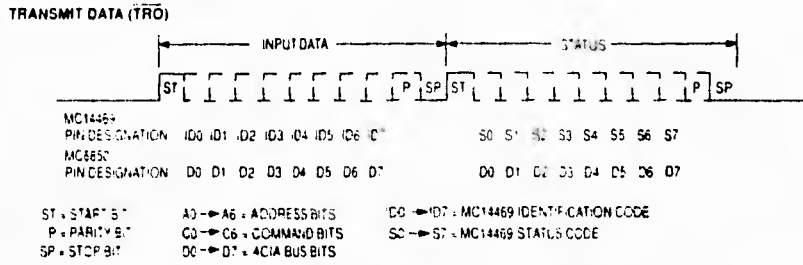 TRANSMIT DATA (TRO)
INPUT DATA STATUS
ST P SP ST P SP
MC14469
PIN DESIGNATION ID0 ID1 ID2 ID3 ID4 ID5 ID6 ID7 S0 S1 S2 S3 S4 S5 S6 S7
MC6850
PIN DESIGNATION D0 D1 D2 D3 D4 D5 D6 D7 D0 D1 D2 D3 D4 D5 D6 D7
ST = START BIT A0 → A6 = ADDRESS BITS ID0 → ID7 = MC14469 IDENTIFICATION CODE
P = PARITY BIT C0 → C6 = COMMAND BITS S0 → S7 = MC14469 STATUS CODE
SP = STOP BIT D0 → D7 = ACIA BUS BITS